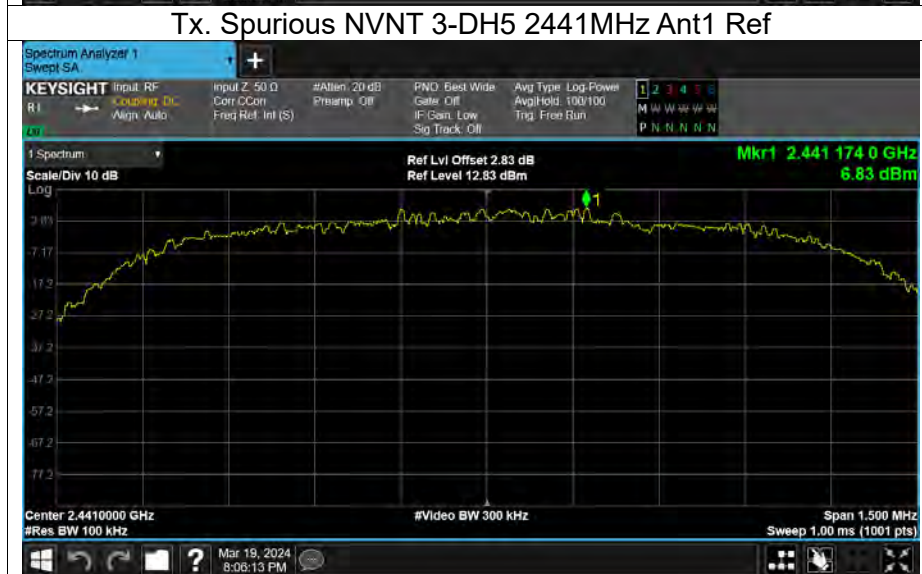 Tx. Spurious NVNT 3-DH5 2441MHz Ant1 Ref
Spectrum Analyzer 1
Swept SA
+
KEYSIGHT Input: RF Input Z: 50 Ω #Atten: 20 dB PNO: Best Wide Avg Type: Log-Power 1 2 3 4 5 6
Coupling: DC Corr CCorr Preamp: Off Gate: Off Avg|Hold: 100/100 M W W W W W
Align: Auto Freq Ref: Int (S) IF Gain: Low Trig: Free Run
Sig Track: Off P N N N N N
1 Spectrum Ref Lvl Offset 2.83 dB Mkr1 2.441 174 0 GHz
Scale/Div 10 dB Ref Level 12.83 dBm 6.83 dBm
Log
1
2.83
-7.17
-17.2
-27.2
-37.2
-47.2
-57.2
-67.2
-77.2
Center 2.4410000 GHz #Video BW 300 kHz Span 1.500 MHz
#Res BW 100 kHz Sweep 1.00 ms (1001 pts)
? Mar 19, 2024
8:06:13 PM